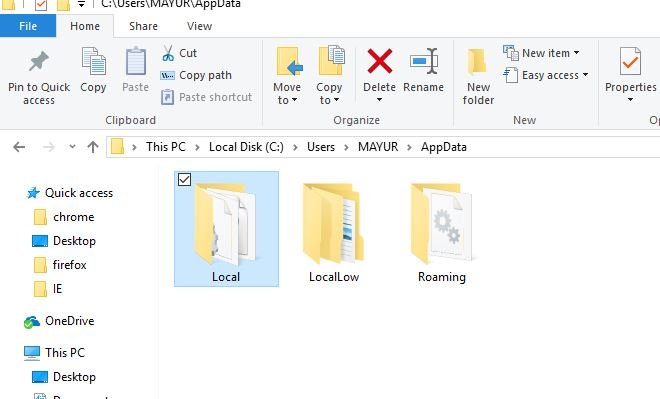 C:\Users\MAYUR\AppData
File Home Share View
Pin to Quick access
Copy
Paste
Cut
Copy path
Paste shortcut
Move to
Copy to
Delete
Rename
New folder
New item
Easy access
Properties
Clipboard Organize New Op
This PC Local Disk (C:) Users MAYUR AppData
Quick access
chrome
Desktop
firefox
IE
OneDrive
This PC
Desktop
Local LocalLow Roaming